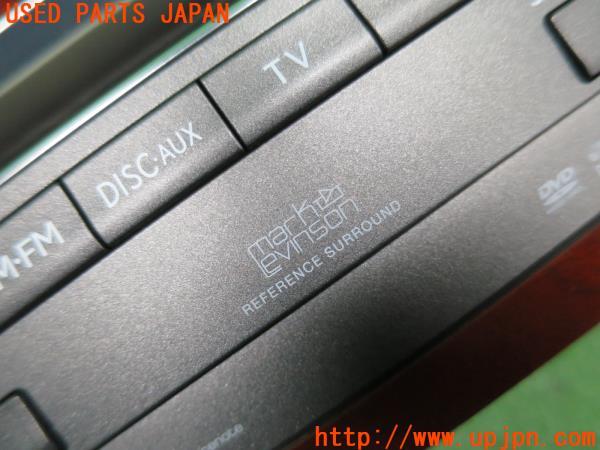 USED PARTS JAPAN
TV
DISC·AUX
M·FM
mark levinson
REFERENCE SURROUND
DVD
http://www.upjpn.com